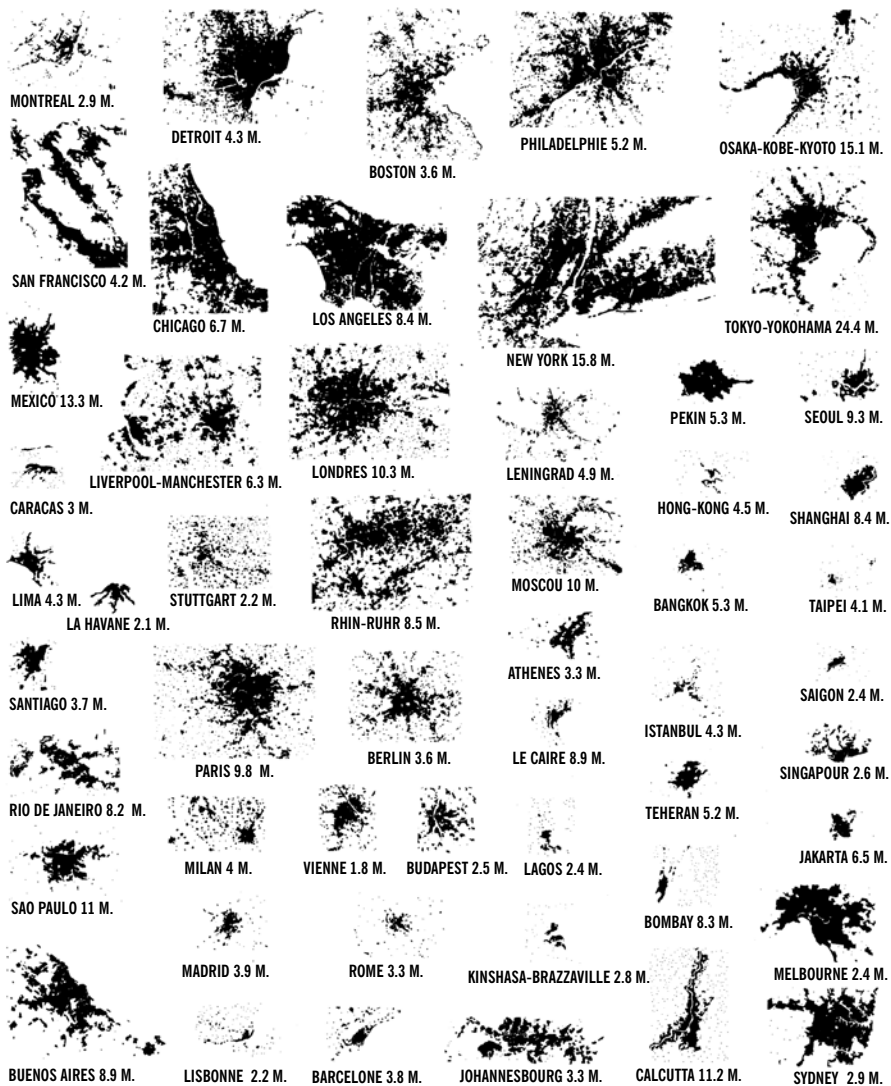 MONTREAL 2.9 M.
DETROIT 4.3 M.
BOSTON 3.6 M.
PHILADELPHIE 5.2 M.
OSAKA-KOBE-KYOTO 15.1 M.
SAN FRANCISCO 4.2 M.
CHICAGO 6.7 M.
LOS ANGELES 8.4 M.
NEW YORK 15.8 M.
TOKYO-YOKOHAMA 24.4 M.
MEXICO 13.3 M.
LIVERPOOL-MANCHESTER 6.3 M.
LONDRES 10.3 M.
LENINGRAD 4.9 M.
PEKIN 5.3 M.
SEOUL 9.3 M.
CARACAS 3 M.
HONG-KONG 4.5 M.
SHANGHAI 8.4 M.
LIMA 4.3 M.
LA HAVANE 2.1 M.
STUTTGART 2.2 M.
RHIN-RUHR 8.5 M.
MOSCOU 10 M.
BANGKOK 5.3 M.
TAIPEI 4.1 M.
SANTIAGO 3.7 M.
PARIS 9.8 M.
BERLIN 3.6 M.
ATHENES 3.3 M.
LE CAIRE 8.9 M.
ISTANBUL 4.3 M.
SAIGON 2.4 M.
SINGAPOUR 2.6 M.
RIO DE JANEIRO 8.2 M.
MILAN 4 M.
VIENNE 1.8 M.
BUDAPEST 2.5 M.
LAGOS 2.4 M.
TEHERAN 5.2 M.
JAKARTA 6.5 M.
SAO PAULO 11 M.
MADRID 3.9 M.
ROME 3.3 M.
KINSHASA-BRAZZAVILLE 2.8 M.
BOMBAY 8.3 M.
MELBOURNE 2.4 M.
BUENOS AIRES 8.9 M.
LISBONNE 2.2 M.
BARCELONE 3.8 M.
JOHANNESBOURG 3.3 M.
CALCUTTA 11.2 M.
SYDNEY 2.9 M.